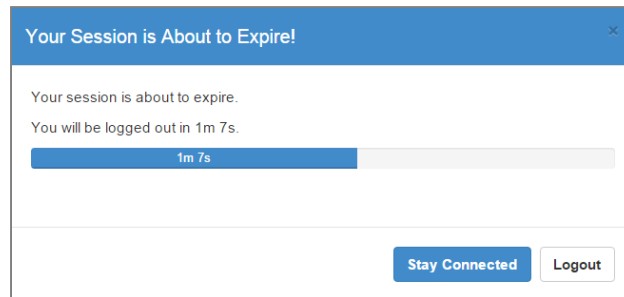 Your Session is About to Expire!
×
Your session is about to expire.
You will be logged out in 1m 7s.
1m 7s
Stay Connected
Logout